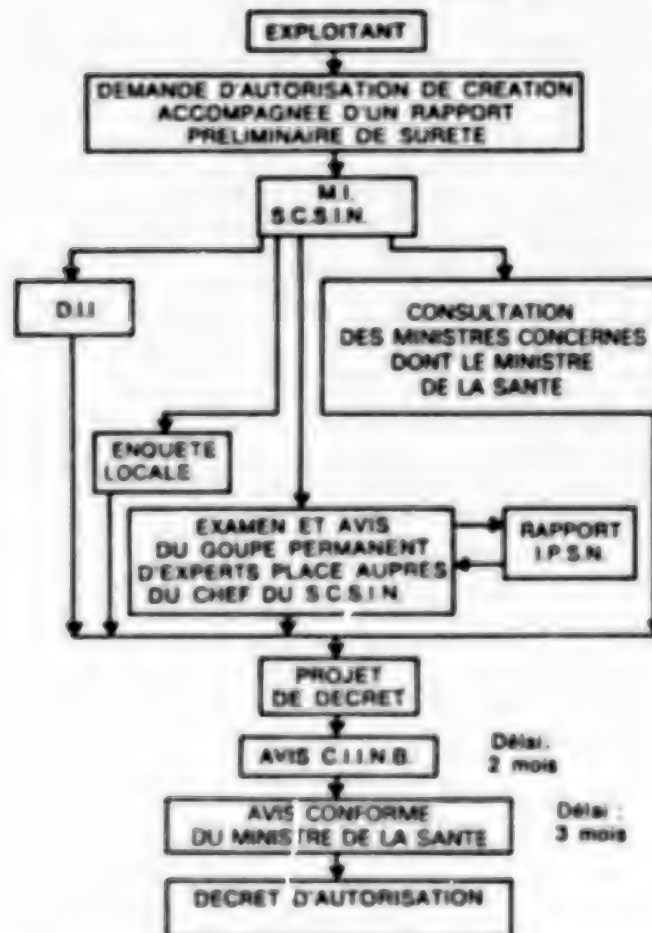 EXPLOITANT
DEMANDE D'AUTORISATION DE CREATION
ACCOMPAGNEE D'UN RAPPORT
PRELIMINAIRE DE SURETE
M.I.
S.C.S.I.N.
D.I.I
CONSULTATION
DES MINISTRES CONCERNES
DONT LE MINISTRE
DE LA SANTE
ENQUETE
LOCALE
EXAMEN ET AVIS
DU GOUPE PERMANENT
D'EXPERTS PLACE AUPRES
DU CHEF DU S.C.S.I.N.
RAPPORT
I.P.S.N.
PROJET
DE DECRET
AVIS C.I.I.N.B.
Délai :
2 mois
AVIS CONFORME
DU MINISTRE DE LA SANTE
Délai :
3 mois
DECRET D'AUTORISATION